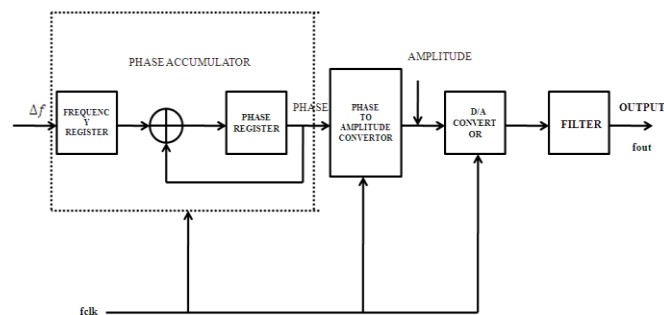 PHASE ACCUMULATOR
AMPLITUDE
Δf
FREQUENC
Y
REGISTER
PHASE
REGISTER
PHASE
PHASE
TO
AMPLITUDE
CONVERTOR
D/A
CONVERT
OR
FILTER
OUTPUT
fout
fclk